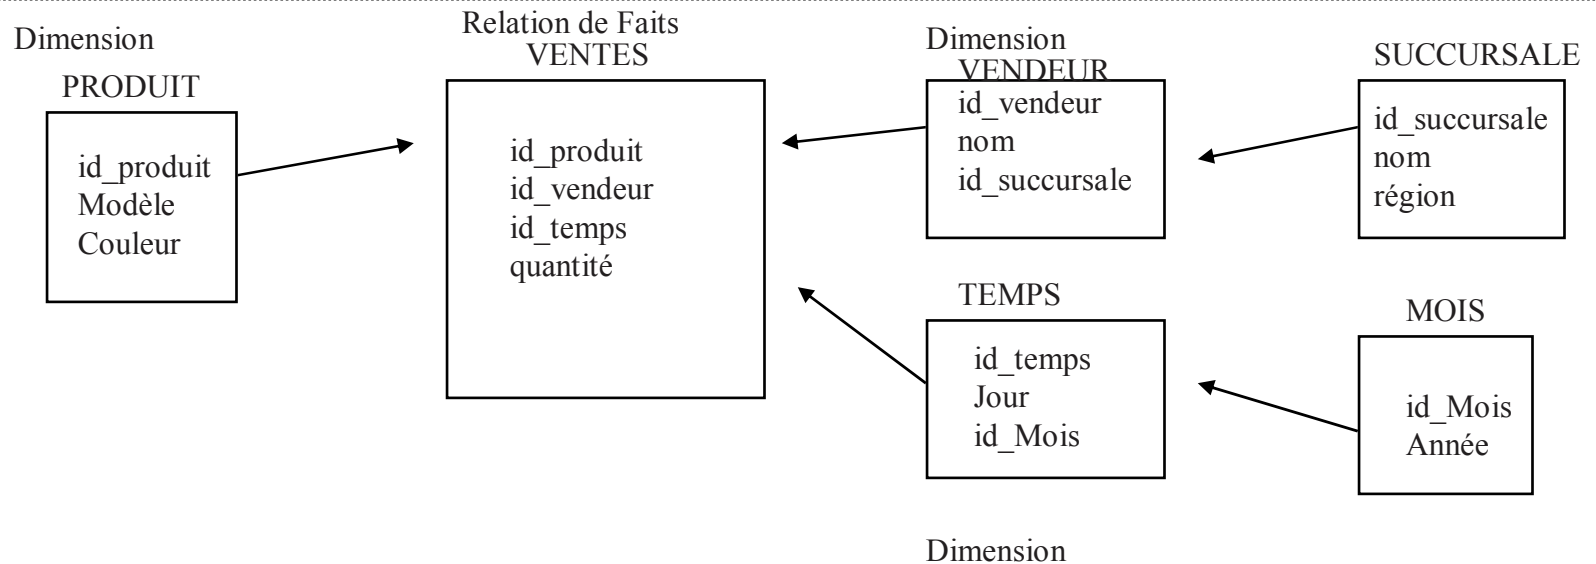 Dimension
PRODUIT
id_produit
Modèle
Couleur
Relation de Faits
VENTES
id_produit
id_vendeur
id_temps
quantité
Dimension
VENDEUR
id_vendeur
nom
id_succursale
SUCCURSALE
id_succursale
nom
région
TEMPS
id_temps
Jour
id_Mois
MOIS
id_Mois
Année
Dimension